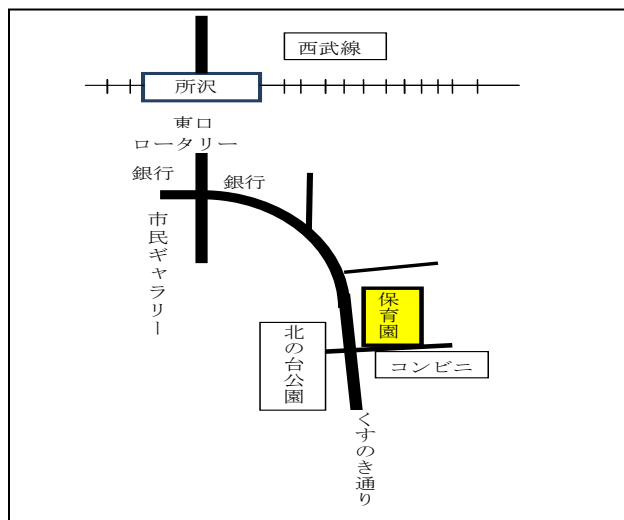 西武線
所沢
東口
ロータリー
銀行
銀行
市民ギャラリー
保育園
北の台公園
コンビニ
くすのき通り